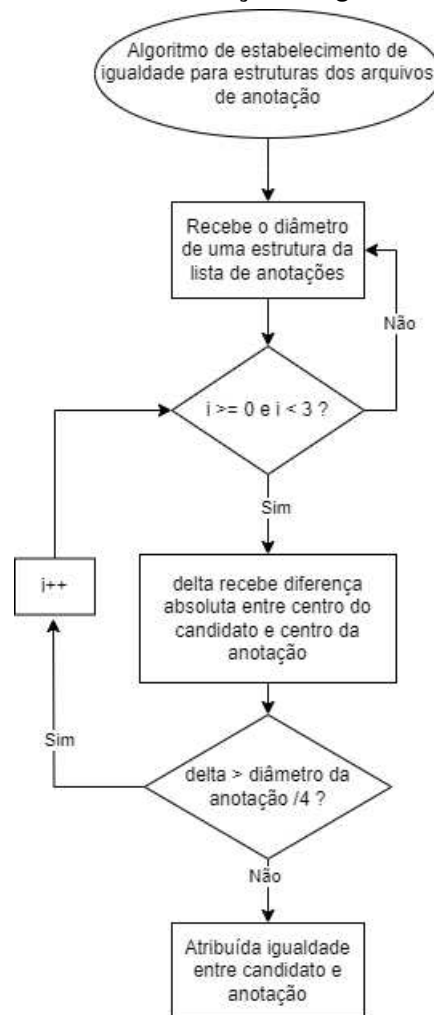 Algoritmo de estabelecimento de
igualdade para estruturas dos arquivos
de anotação
Recebe o diâmetro
de uma estrutura da
lista de anotações
Não
i >= 0 e i < 3 ?
Sim
i++
delta recebe diferença
absoluta entre centro do
candidato e centro da
anotação
Sim
delta > diâmetro da
anotação /4 ?
Não
Atribuída igualdade
entre candidato e
anotação